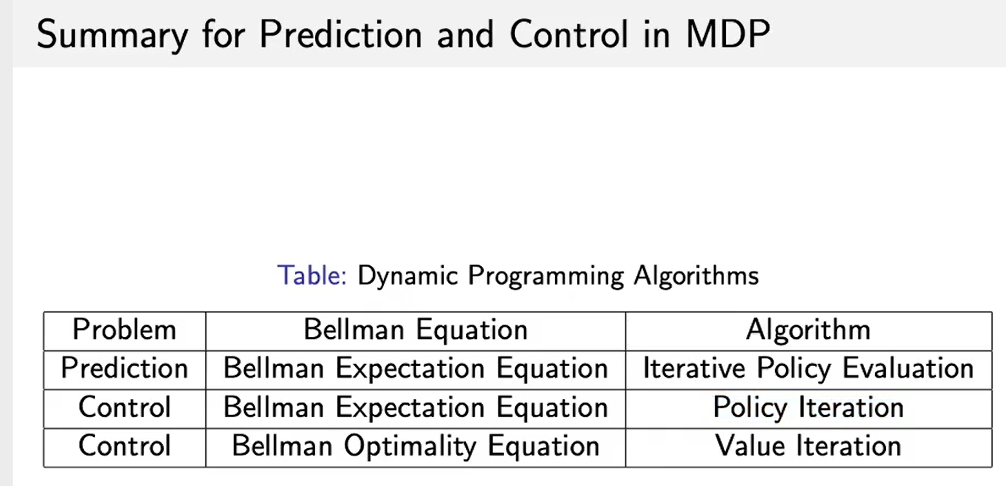 Summary for Prediction and Control in MDP
Table: Dynamic Programming Algorithms
Problem Bellman Equation Algorithm
Prediction Bellman Expectation Equation Iterative Policy Evaluation
Control Bellman Expectation Equation Policy Iteration
Control Bellman Optimality Equation Value Iteration